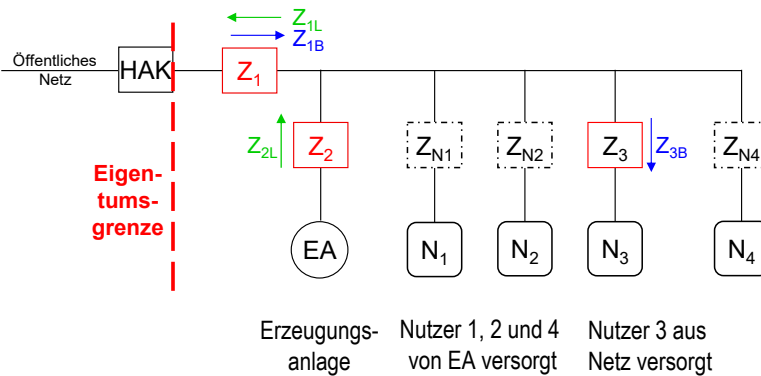 Z1L
Z1B
Öffentliches
Netz
HAK
Z1
Z2L
Z2
ZN1
ZN2
Z3
Z3B
ZN4
Eigen-
tums-
grenze
EA
N1
N2
N3
N4
Erzeugungs-
anlage
Nutzer 1, 2 und 4
von EA versorgt
Nutzer 3 aus
Netz versorgt